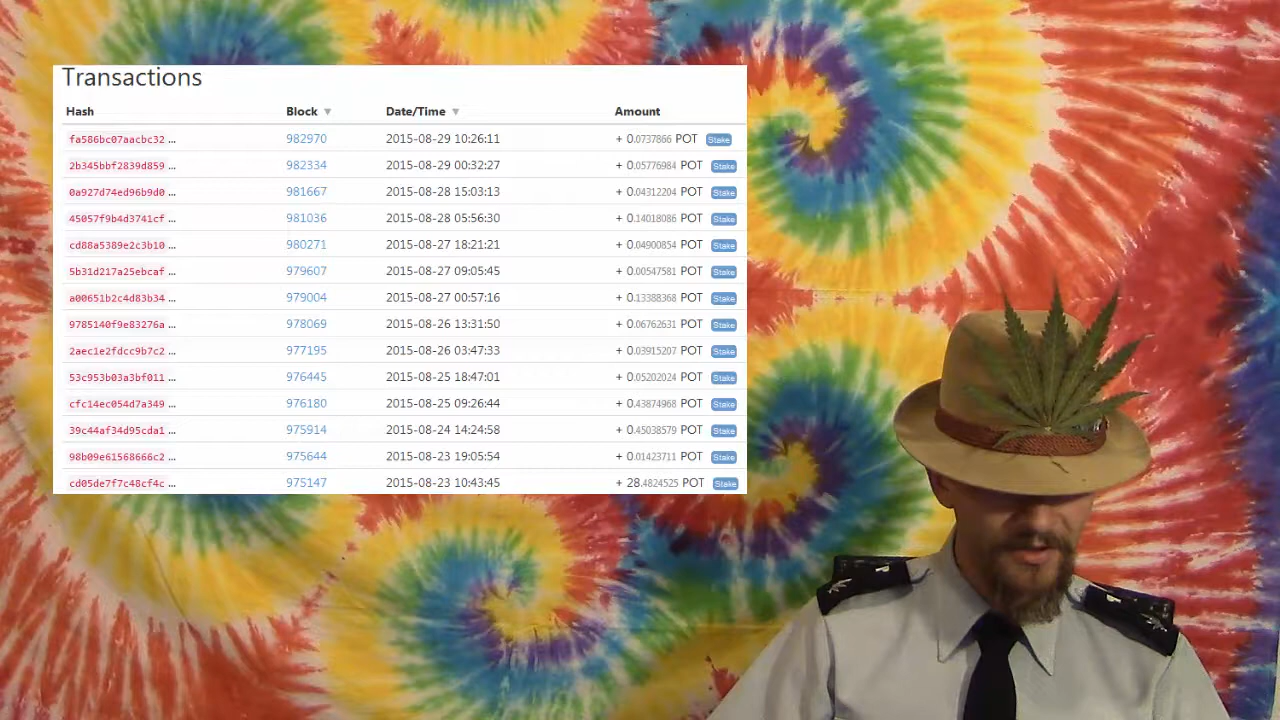 Transactions
Hash Block Date/Time Amount
fa586bc07aacbc32... 982970 2015-08-29 10:26:11 + 0.0737866 POT Stake
2b345bbf2839d859... 982334 2015-08-29 00:32:27 + 0.05776984 POT Stake
0a927d74ed96b9d0... 981667 2015-08-28 15:03:13 + 0.04312204 POT Stake
45057f9b4d3741cf... 981036 2015-08-28 05:56:30 + 0.14018086 POT Stake
cd88a5389e2c3b10... 980271 2015-08-27 18:21:21 + 0.04900854 POT Stake
5b31d217a25ebcaf... 979607 2015-08-27 09:05:45 + 0.00547581 POT Stake
a00651b2c4d83b34... 979004 2015-08-27 00:57:16 + 0.13388368 POT Stake
9785140f9e83276a... 978069 2015-08-26 13:31:50 + 0.06762631 POT Stake
2aec1e2fdcc9b7c2... 977195 2015-08-26 03:47:33 + 0.03915207 POT Stake
53c953b03a3bf011... 976445 2015-08-25 18:47:01 + 0.05202024 POT Stake
cfc14ec054d7a349... 976180 2015-08-25 09:26:44 + 0.43874968 POT Stake
39c44af34d95cda1... 975914 2015-08-24 14:24:58 + 0.45038579 POT Stake
98b09e61568666c2... 975644 2015-08-23 19:05:54 + 0.01423711 POT Stake
cd05de7f7c48cf4c... 975147 2015-08-23 10:43:45 + 28.4824525 POT Stake